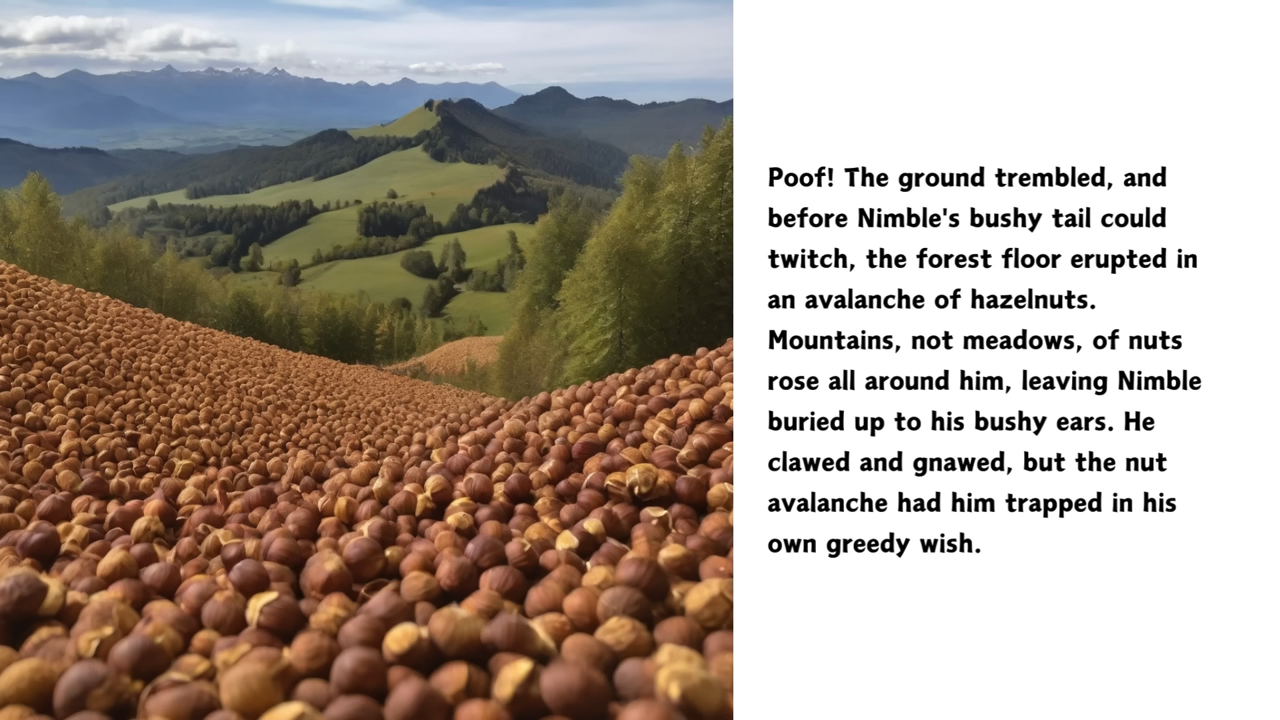 Poof! The ground trembled, and
before Nimble's bushy tail could
twitch, the forest floor erupted in
an avalanche of hazelnuts.
Mountains, not meadows, of nuts
rose all around him, leaving Nimble
buried up to his bushy ears. He
clawed and gnawed, but the nut
avalanche had him trapped in his
own greedy wish.